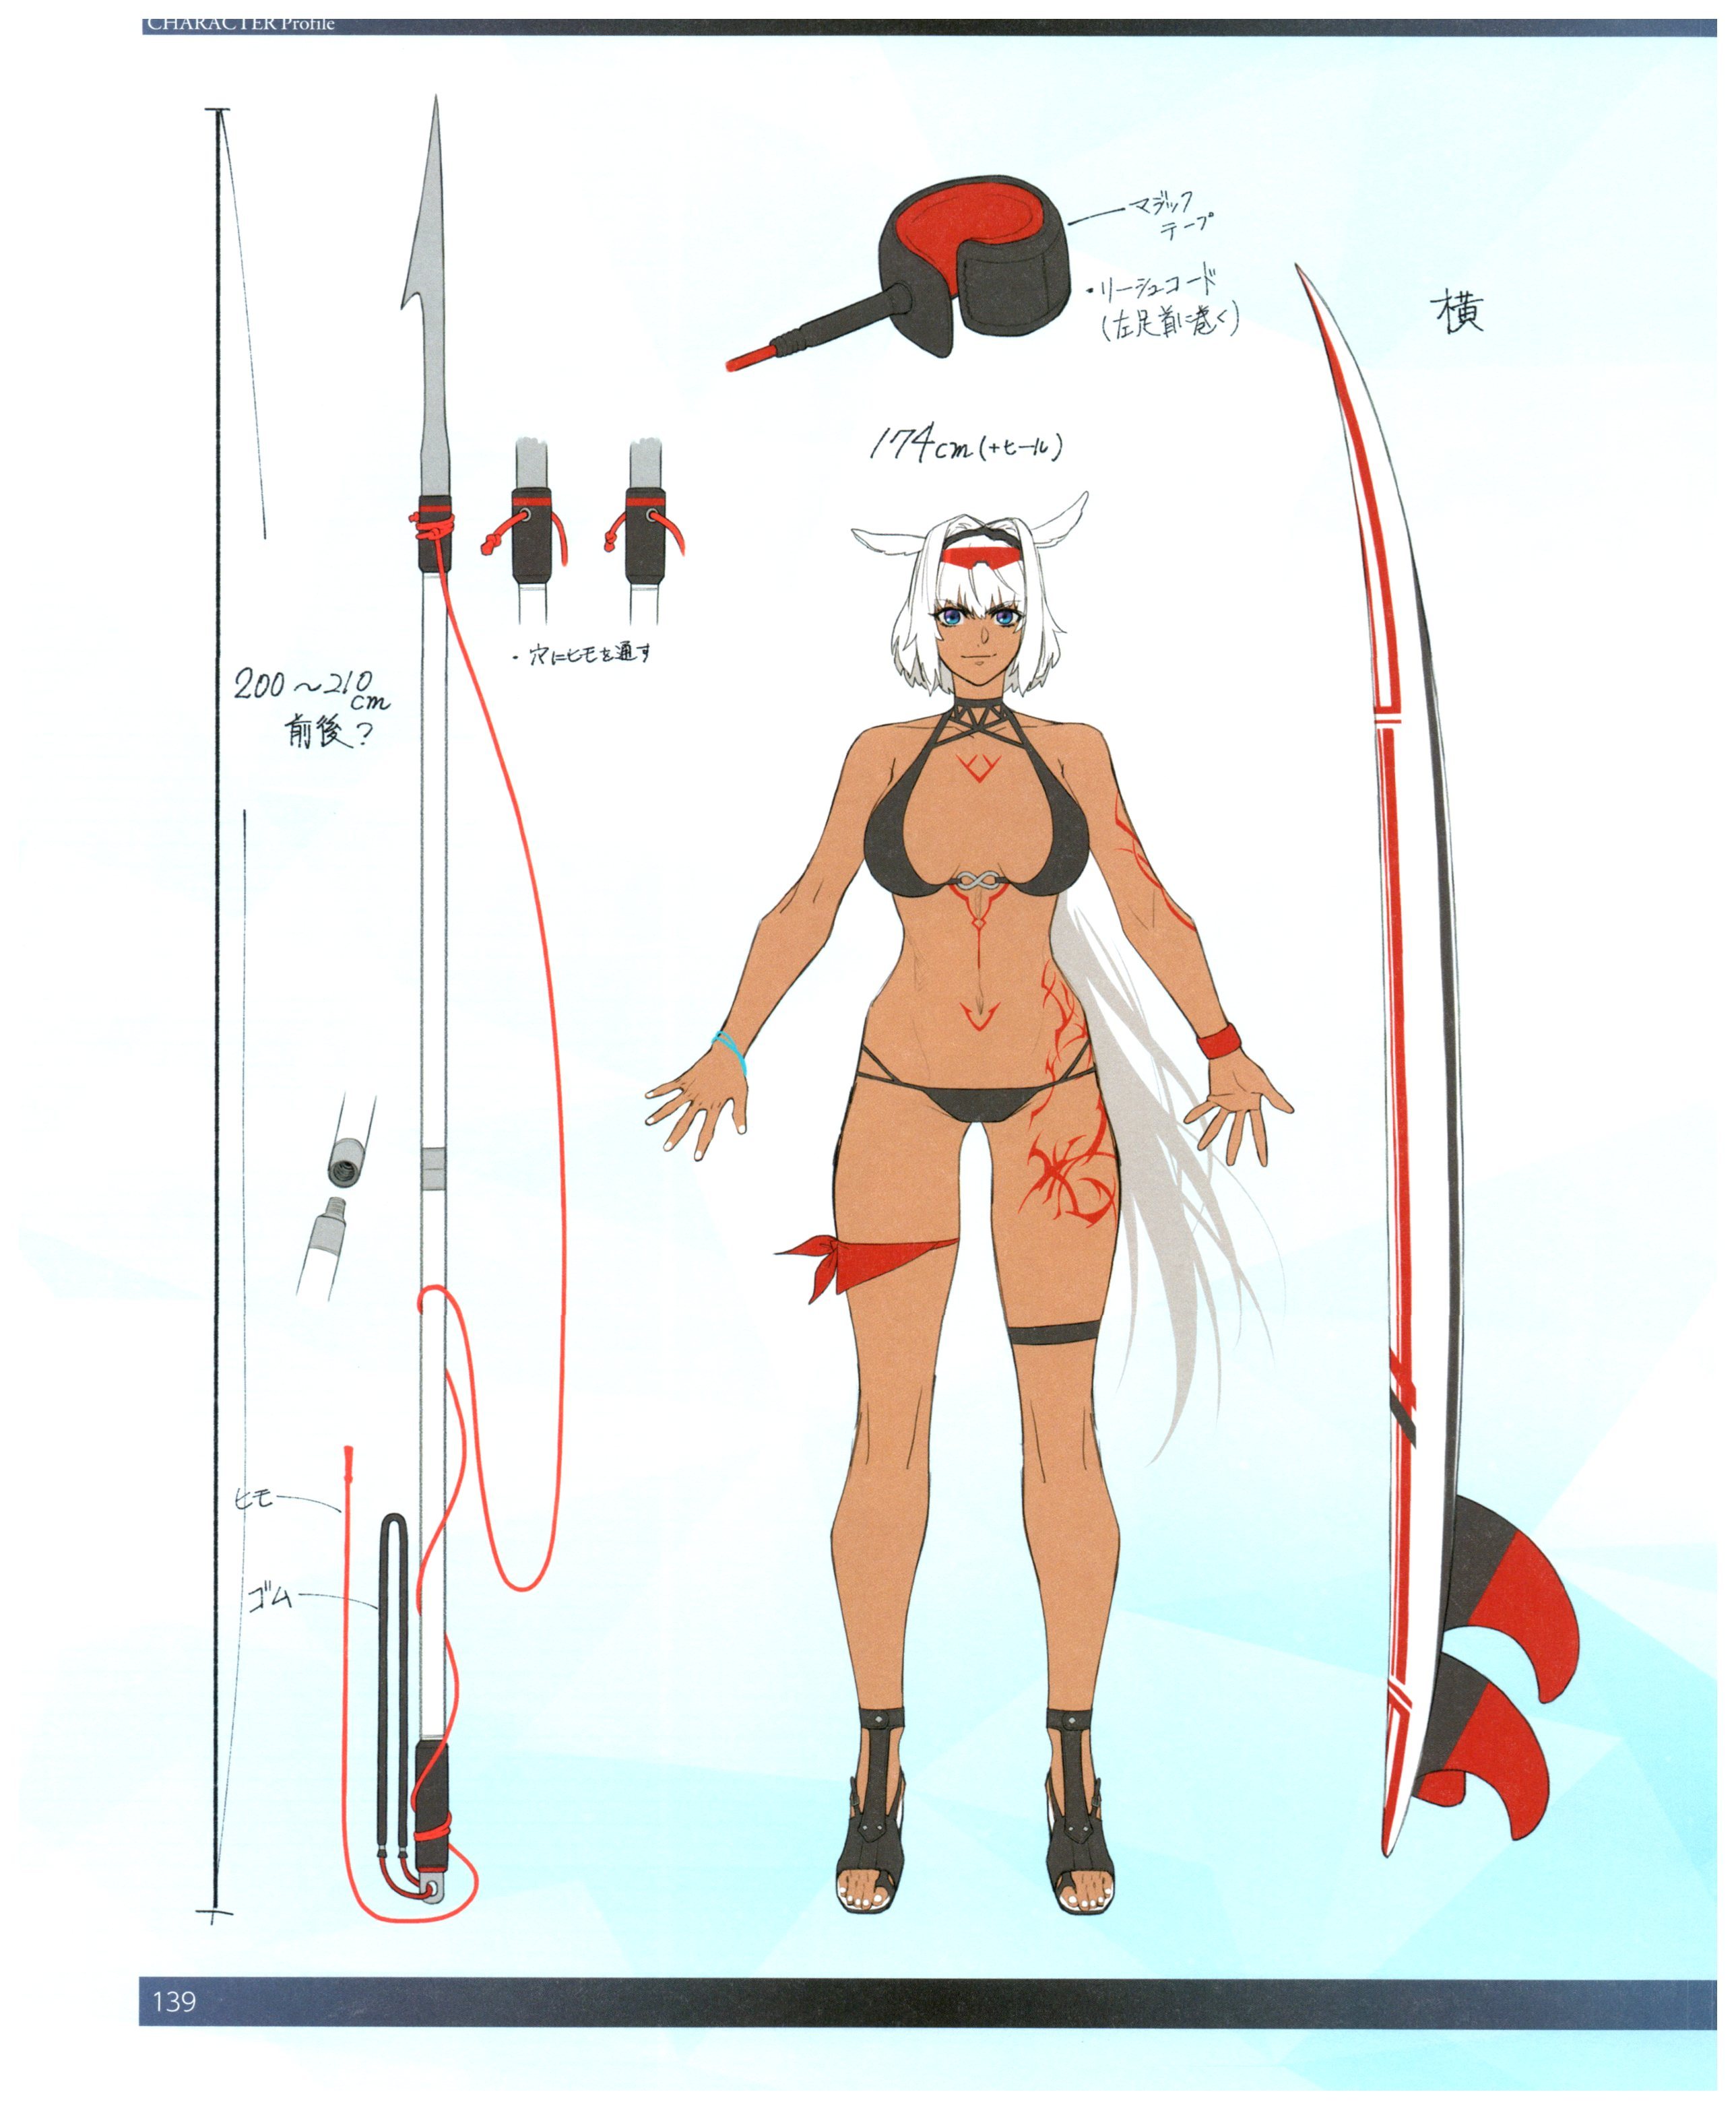 CHARACTER Profile
マジック
テープ
・リーシュコード
(左足首に巻く)
横
174cm(+ヒール)
・穴にヒモを通す
200～210
cm
前後?
ヒモ
ゴム
139